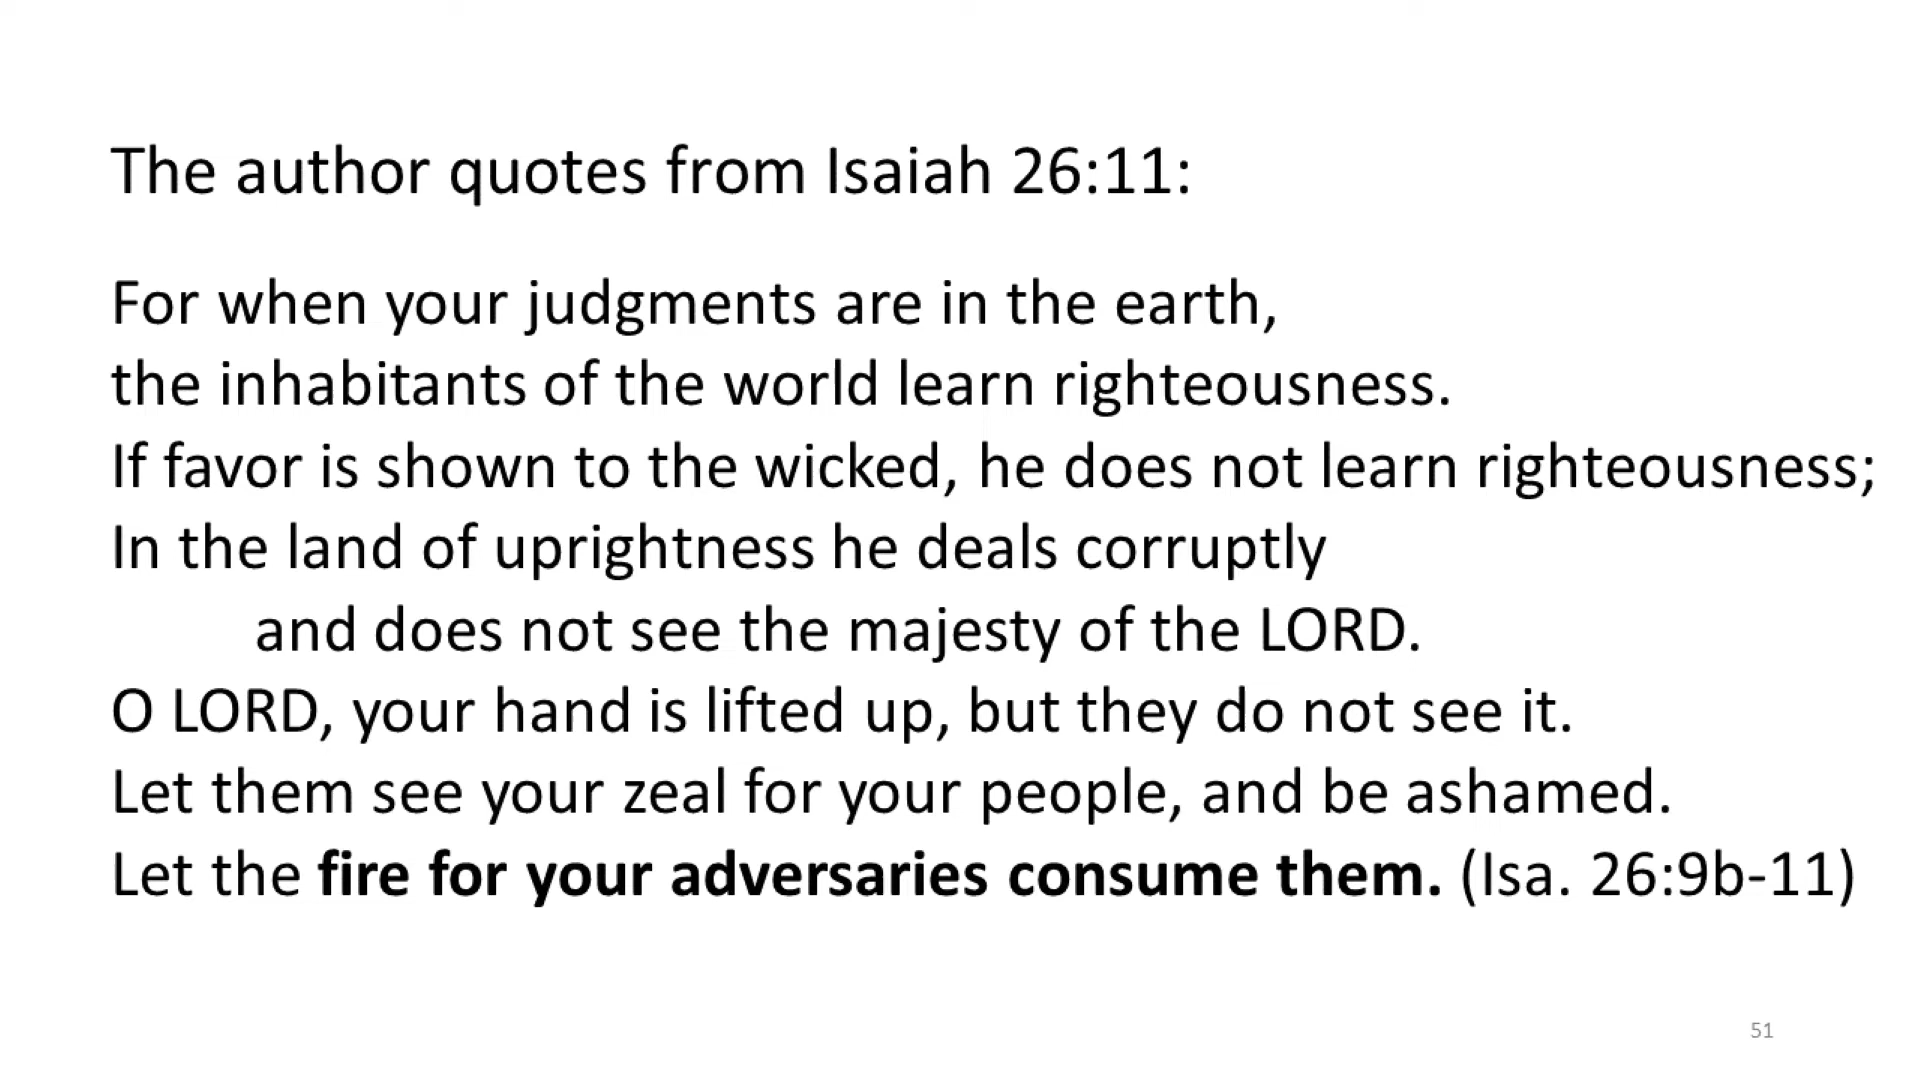 The author quotes from Isaiah 26:11:
For when your judgments are in the earth,
the inhabitants of the world learn righteousness.
If favor is shown to the wicked, he does not learn righteousness;
In the land of uprightness he deals corruptly
and does not see the majesty of the LORD.
O LORD, your hand is lifted up, but they do not see it.
Let them see your zeal for your people, and be ashamed.
Let the fire for your adversaries consume them. (Isa. 26:9b-11)
51